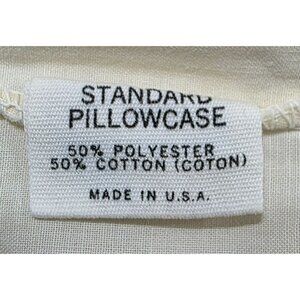 STANDARD
PILLOWCASE
50% POLYESTER
50% COTTON (COTON)
MADE IN U.S.A.